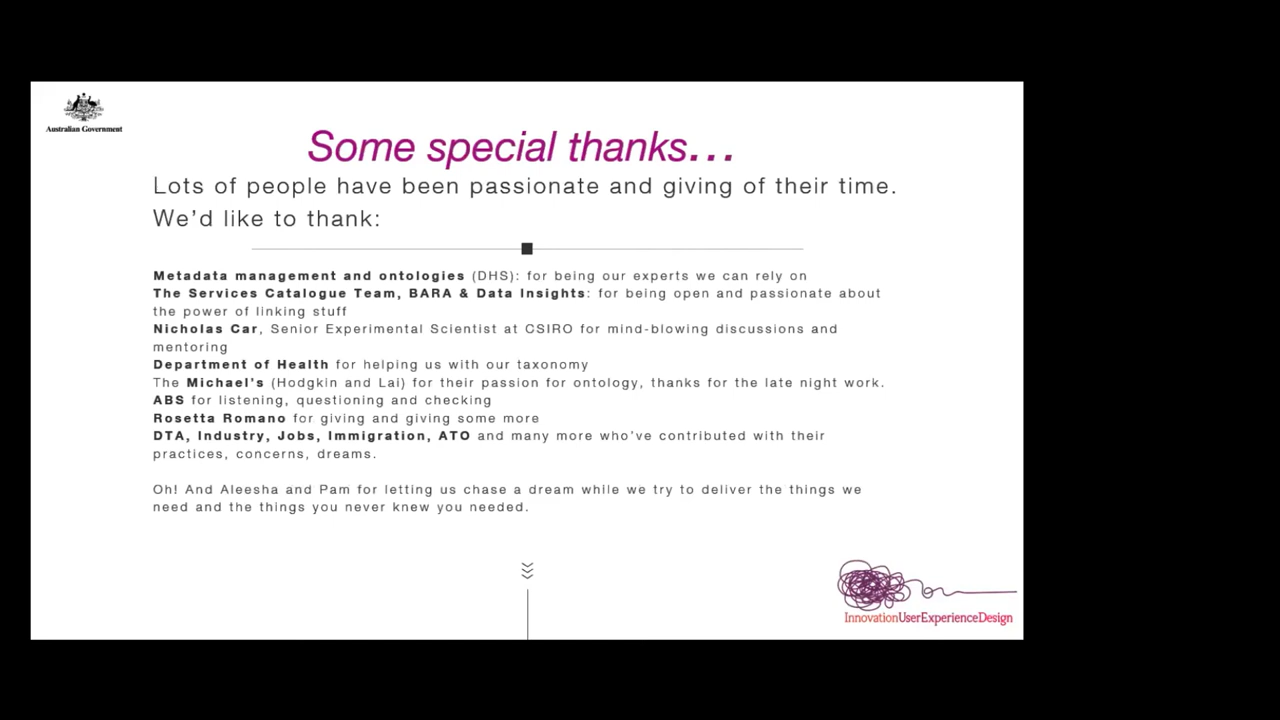 Australian Government
Some special thanks...
Lots of people have been passionate and giving of their time.
We'd like to thank:
Metadata management and ontologies (DHS): for being our experts we can rely on
The Services Catalogue Team, BARA & Data Insights: for being open and passionate about
the power of linking stuff
Nicholas Car, Senior Experimental Scientist at CSIRO for mind-blowing discussions and
mentoring
Department of Health for helping us with our taxonomy
The Michael's (Hodgkin and Lai) for their passion for ontology, thanks for the late night work.
ABS for listening, questioning and checking
Rosetta Romano for giving and giving some more
DTA, Industry, Jobs, Immigration, ATO and many more who've contributed with their
practices, concerns, dreams.
Oh! And Aleesha and Pam for letting us chase a dream while we try to deliver the things we
need and the things you never knew you needed.
InnovationUserExperienceDesign